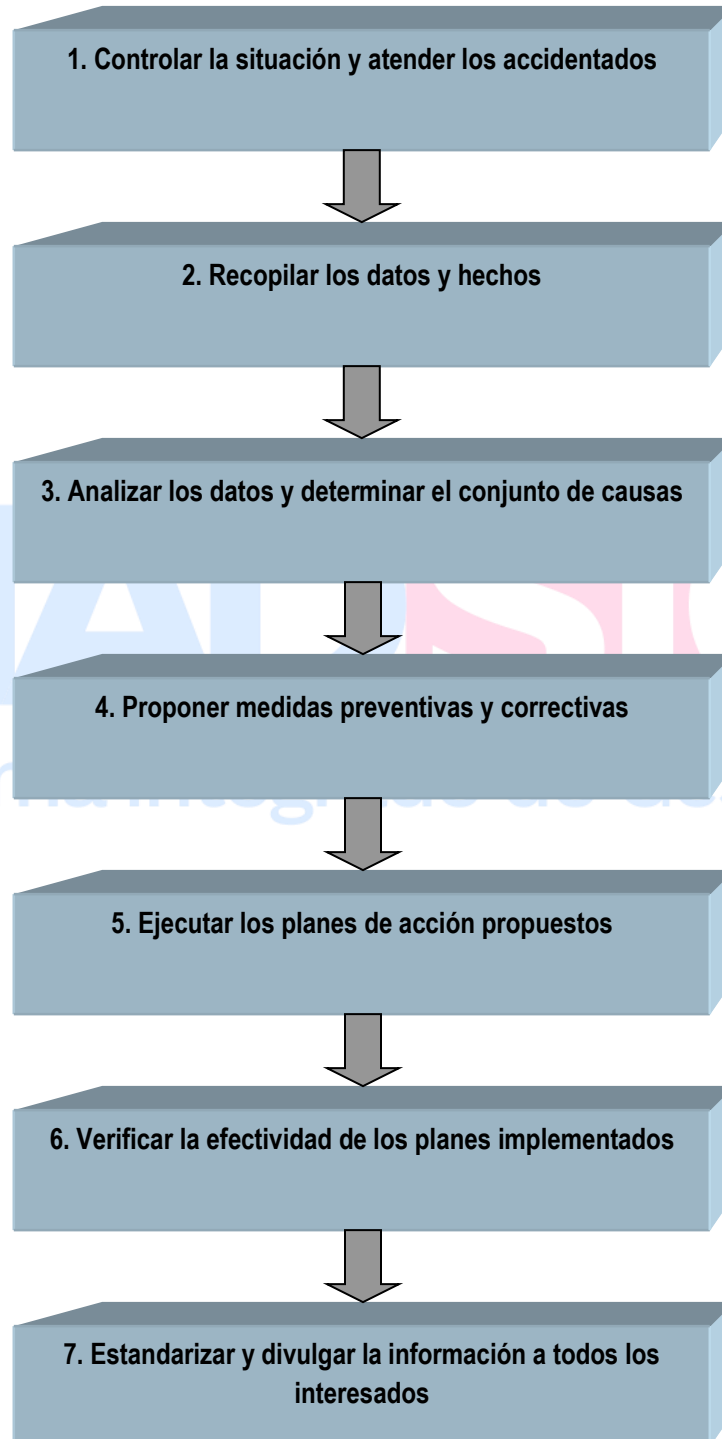 1. Controlar la situación y atender los accidentados
2. Recopilar los datos y hechos
3. Analizar los datos y determinar el conjunto de causas
4. Proponer medidas preventivas y correctivas
5. Ejecutar los planes de acción propuestos
6. Verificar la efectividad de los planes implementados
7. Estandarizar y divulgar la información a todos los
interesados